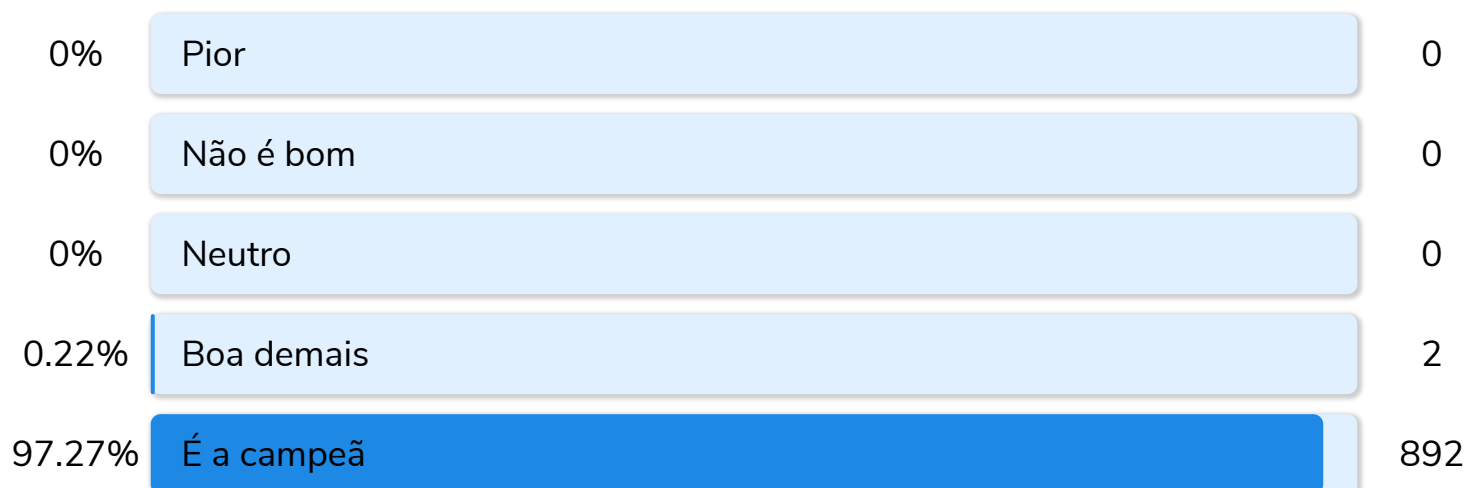 0% Pior 0
0% Não é bom 0
0% Neutro 0
0.22% Boa demais 2
97.27% É a campeã 892